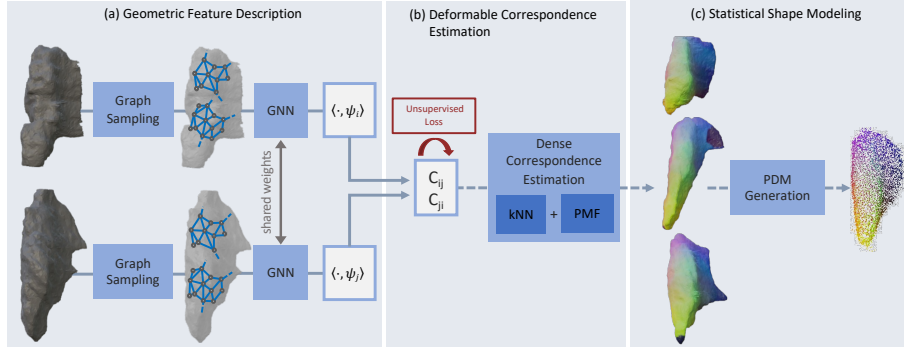 (a) Geometric Feature Description
Graph
Sampling
GNN
⟨·, ψᵢ⟩
shared weights
Graph
Sampling
GNN
⟨·, ψⱼ⟩
(b) Deformable Correspondence
Estimation
Unsupervised
Loss
Cᵢⱼ
Cⱼᵢ
Dense
Correspondence
Estimation
kNN + PMF
(c) Statistical Shape Modeling
PDM
Generation